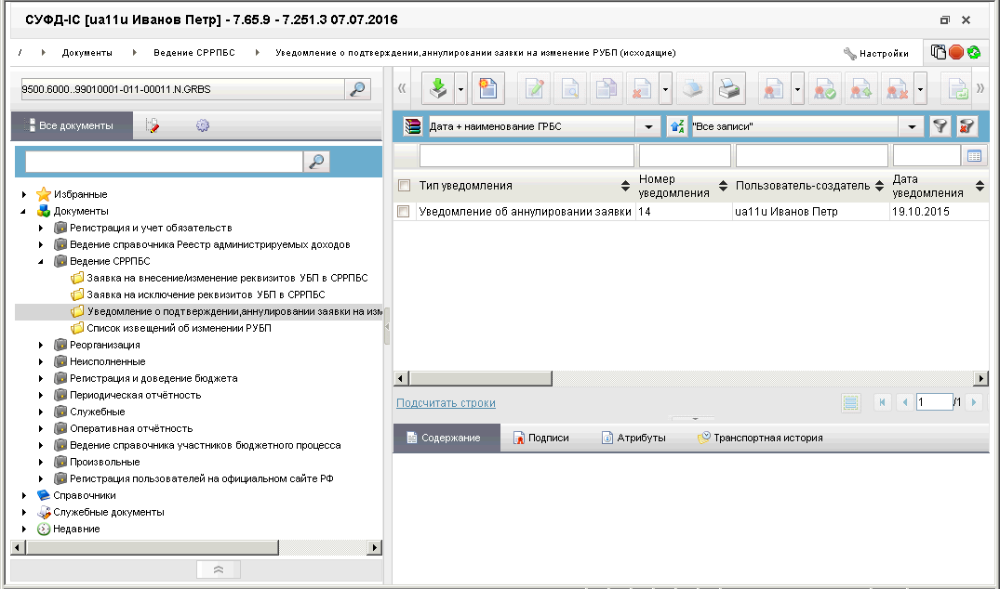 СУФД-IC [ua11u Иванов Петр] - 7.65.9 - 7.251.3 07.07.2016
/ Документы Ведение СРРПБС Уведомление о подтверждении,аннулировании заявки на изменение РУБП (исходящие) Настройки
9500.6000..99010001-011-00011.N.GRBS
Все документы
Избранные
Документы
Регистрация и учет обязательств
Ведение справочника Реестр администрируемых доходов
Ведение СРРПБС
Заявка на внесение/изменение реквизитов УБП в СРРПБС
Заявка на исключение реквизитов УБП в СРРПБС
Уведомление о подтверждении,аннулировании заявки на изм
Список извещений об изменении РУБП
Реорганизация
Неисполненные
Регистрация и доведение бюджета
Периодическая отчётность
Служебные
Оперативная отчётность
Ведение справочника участников бюджетного процесса
Произвольные
Регистрация пользователей на официальном сайте РФ
Справочники
Служебные документы
Недавние
Дата + наименование ГРБС
"Все записи"
Тип уведомления
Номер
уведомления
Пользователь-создатель
Дата
уведомления
Уведомление об аннулировании заявки 14 ua11u Иванов Петр 19.10.2015
Подсчитать строки
1 /1
Содержание Подписи Атрибуты Транспортная история